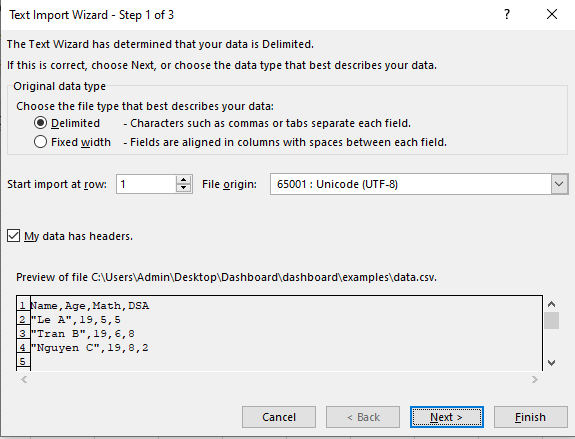 Text Import Wizard - Step 1 of 3
The Text Wizard has determined that your data is Delimited.
If this is correct, choose Next, or choose the data type that best describes your data.
Original data type
Choose the file type that best describes your data:
Delimited - Characters such as commas or tabs separate each field.
Fixed width - Fields are aligned in columns with spaces between each field.
Start import at row: 1 File origin: 65001 : Unicode (UTF-8)
My data has headers.
Preview of file C:\Users\Admin\Desktop\Dashboard\dashboard\examples\data.csv.
1 Name,Age,Math,DSA
2 "Le A",19,5,5
3 "Tran B",19,6,8
4 "Nguyen C",19,8,2
5
Cancel < Back Next > Finish